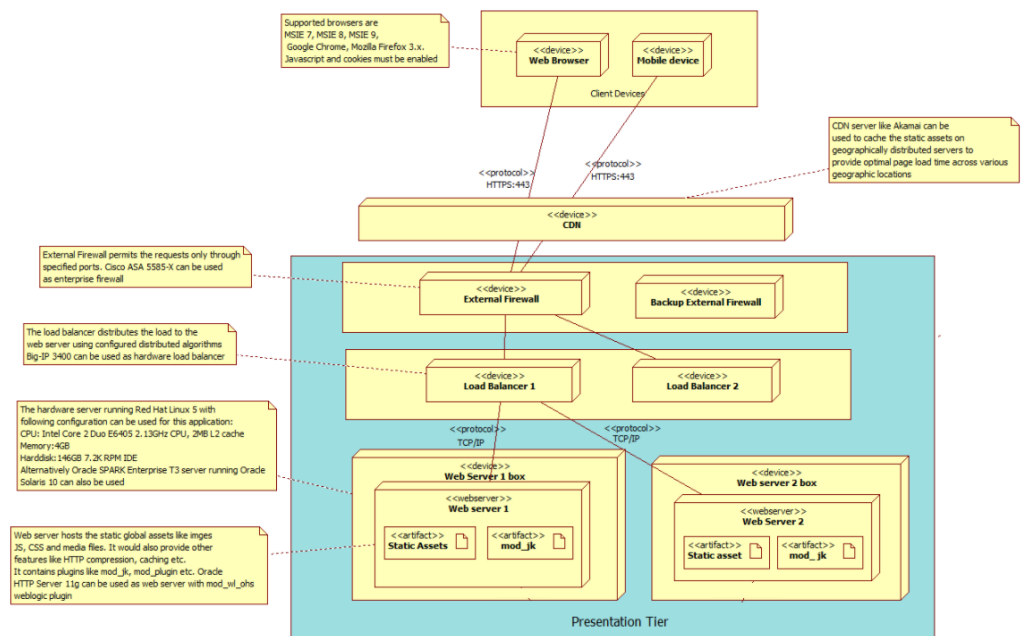 Supported browsers are
MSIE 7, MSIE 8, MSIE 9,
Google Chrome, Mozilla Firefox 3.x.
Javascript and cookies must be enabled
<<device>>
Web Browser
<<device>>
Mobile device
Client Devices
CDN server like Akamai can be
used to cache the static assets on
geographically distributed servers to
provide optimal page load time across various
geographic locations
<<protocol>>
HTTPS:443
<<protocol>>
HTTPS:443
<<device>>
CDN
External Firewall permits the requests only through
specified ports. Cisco ASA 5585-X can be used
as enterprise firewall
<<device>>
External Firewall
<<device>>
Backup External Firewall
The load balancer distributes the load to the
web server using configured distributed algorithms
Big-IP 3400 can be used as hardware load balancer
<<device>>
Load Balancer 1
<<device>>
Load Balancer 2
The hardware server running Red Hat Linux 5 with
following configuration can be used for this application:
CPU: Intel Core 2 Duo E6405 2.13GHz CPU, 2MB L2 cache
Memory:4GB
Harddisk:146GB 7.2K RPM IDE
Alternatively Oracle SPARK Enterprise T3 server running Oracle
Solaris 10 can also be used
<<protocol>>
TCP/IP
<<protocol>>
TCP/IP
<<device>>
Web Server 1 box
<<webserver>>
Web server 1
<<artifact>>
Static Assets
<<artifact>>
mod_jk
<<device>>
Web server 2 box
<<webserver>>
Web Server 2
<<artifact>>
Static asset
<<artifact>>
mod_ jk
Web server hosts the static global assets like imges
JS, CSS and media files. It would also provide other
features like HTTP compression, caching etc.
It contains plugins like mod_jk, mod_plugin etc. Oracle
HTTP Server 11g can be used as web server with mod_wl_ohs
weblogic plugin
Presentation Tier